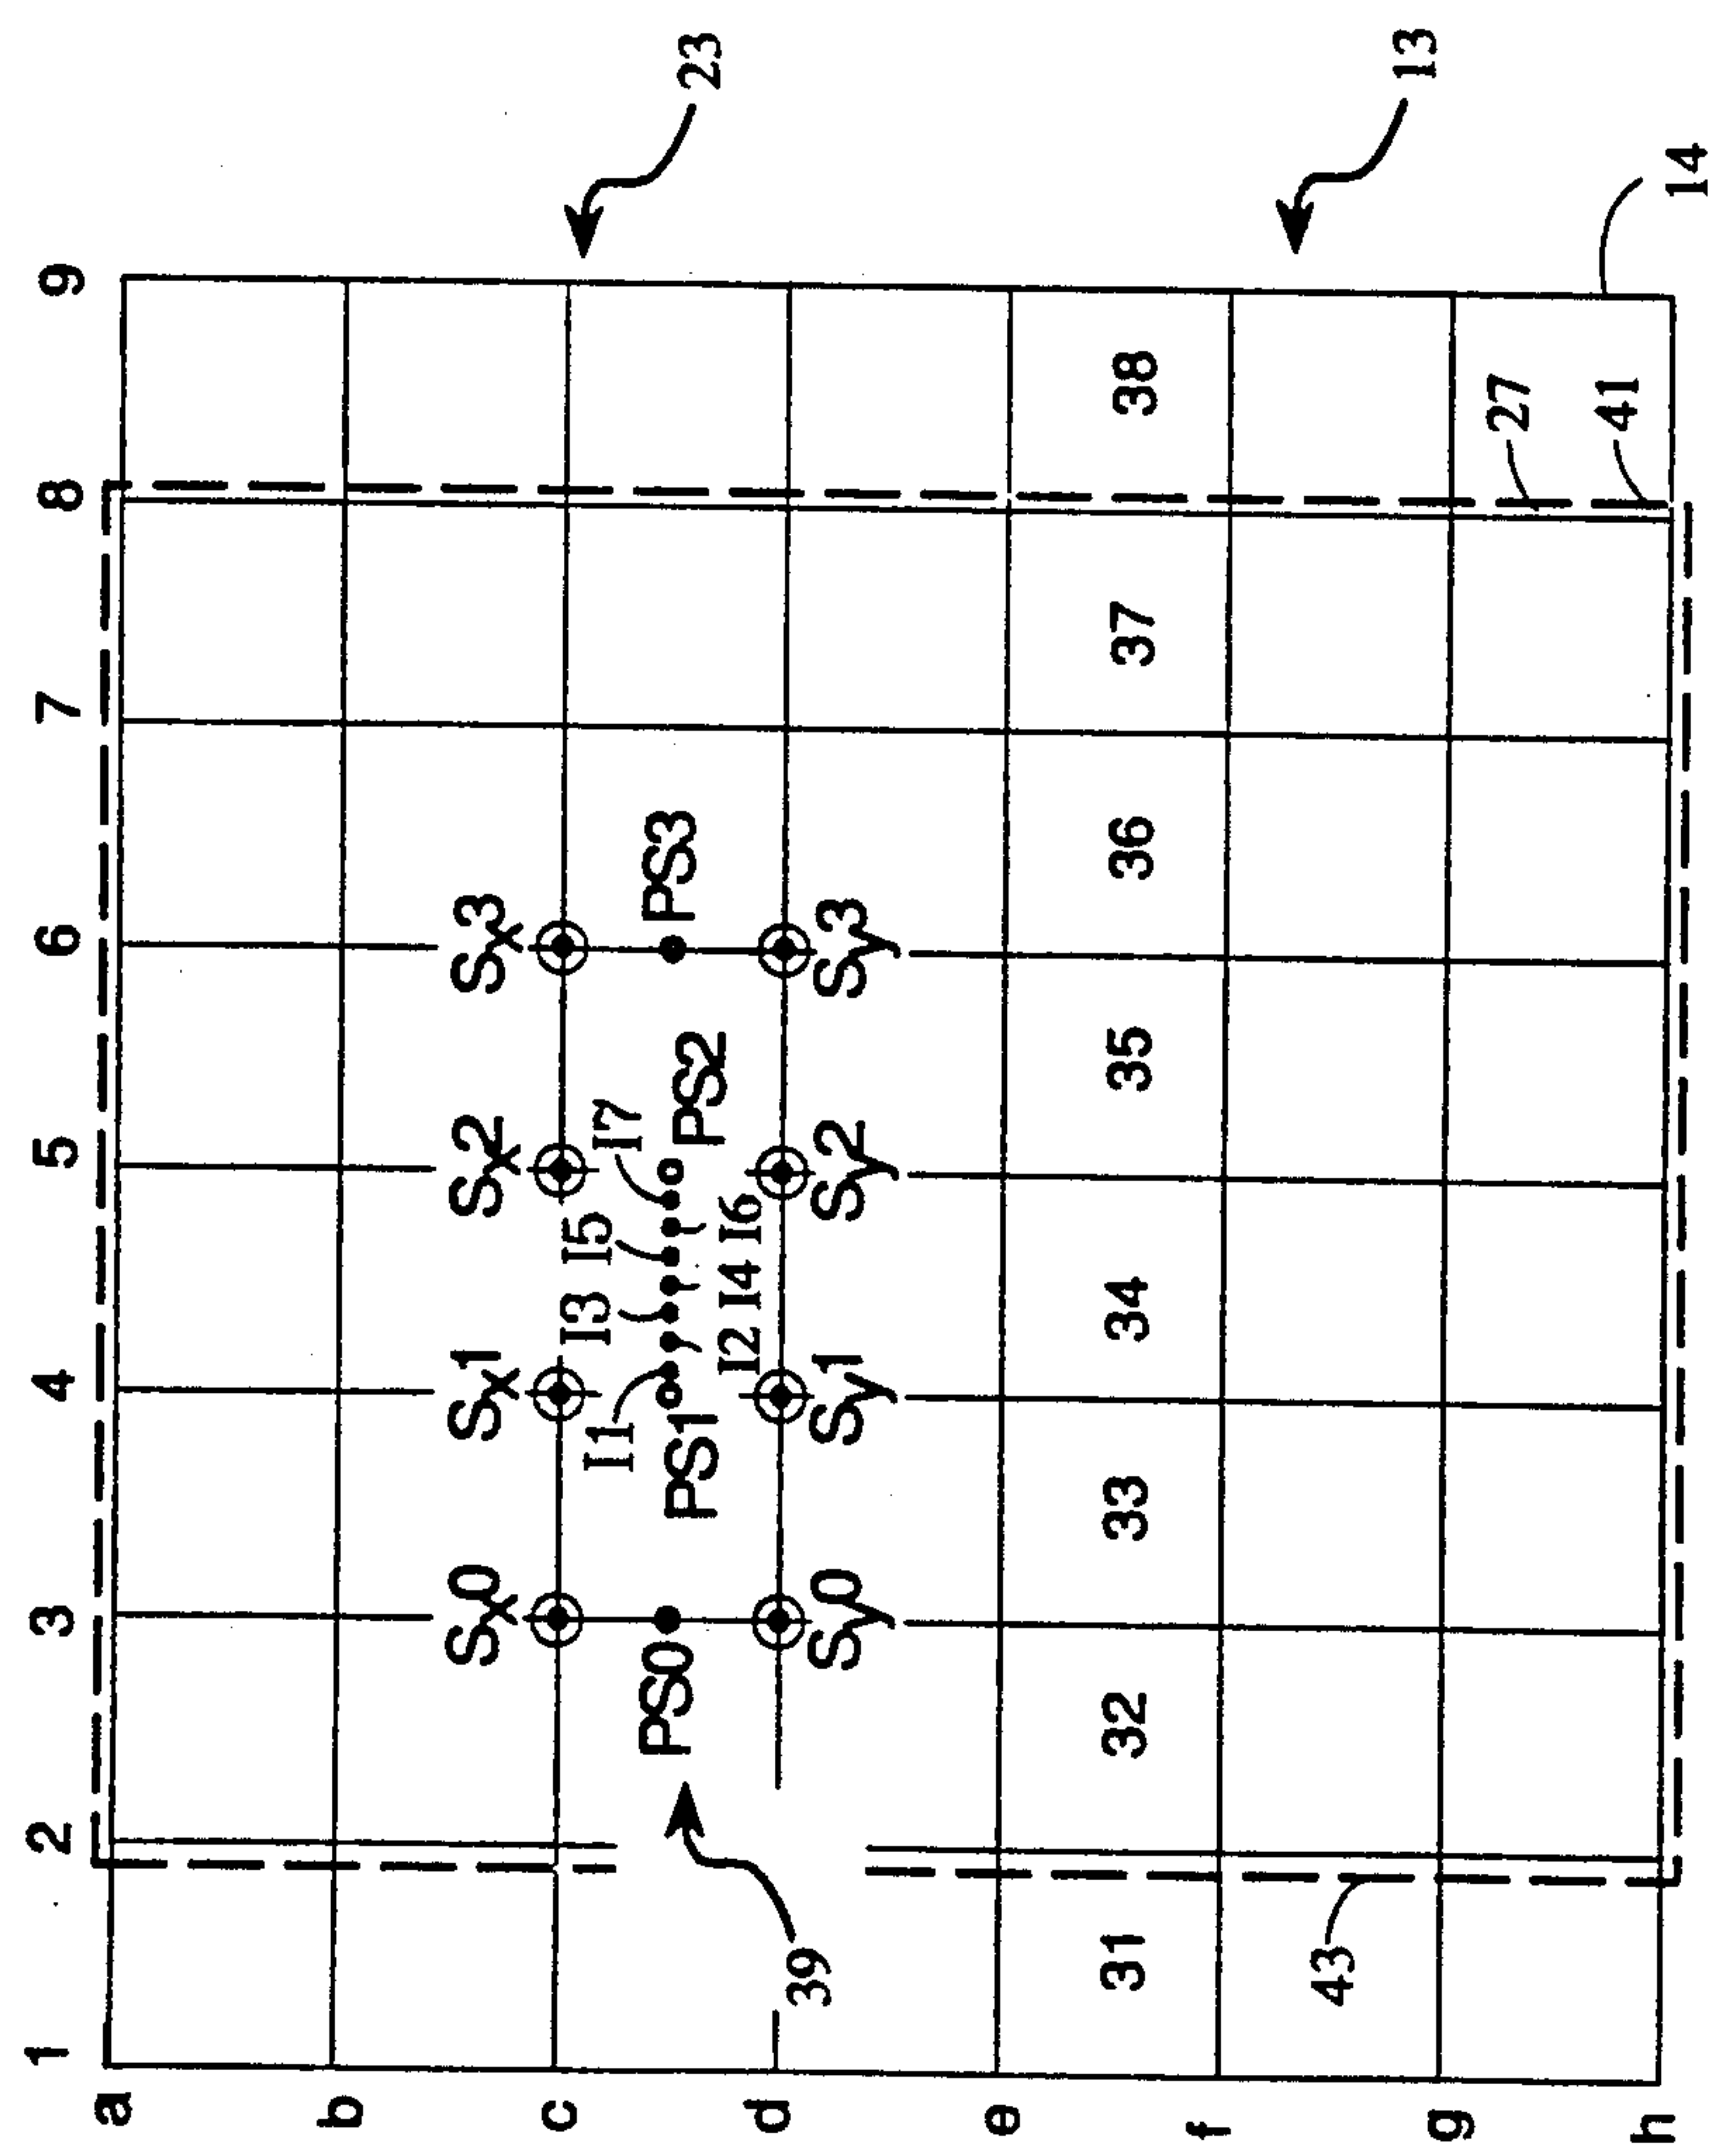 1 2 3 4 5 6 7 8 9
a
b
c
d
e
f
g
h
23
13
14
Sx0 Sx1 Sx2 Sx3
I1 I3 I5 I7
PS0 PS1 PS2 PS3
I2 I4 I6
Sy0 Sy1 Sy2 Sy3
39
31 32 33 34 35 36 37 38
43
27
41